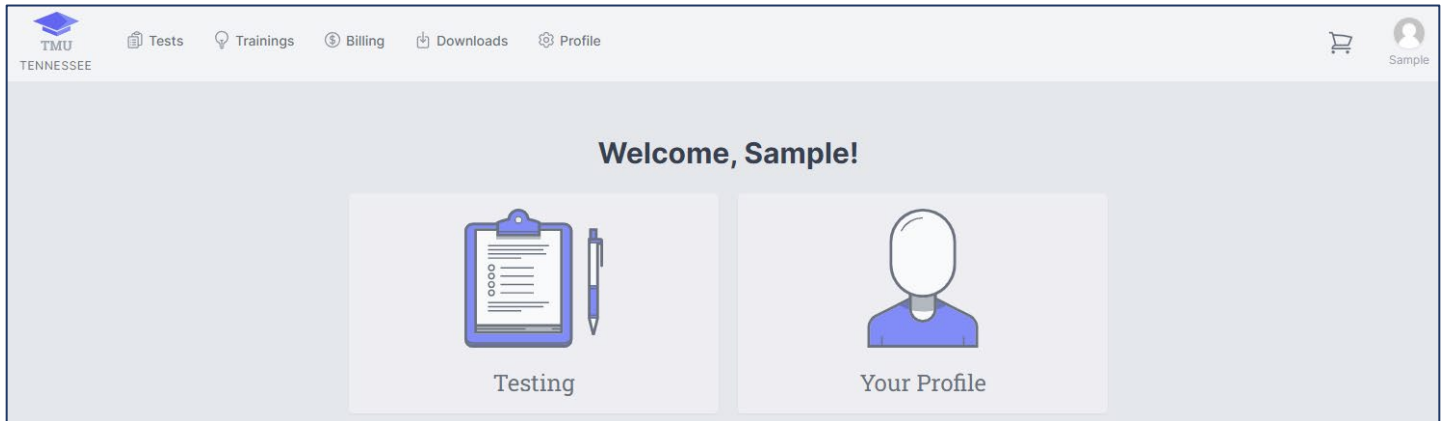 TMU
TENNESSEE
Tests Trainings Billing Downloads Profile
Sample
Welcome, Sample!
Testing
Your Profile